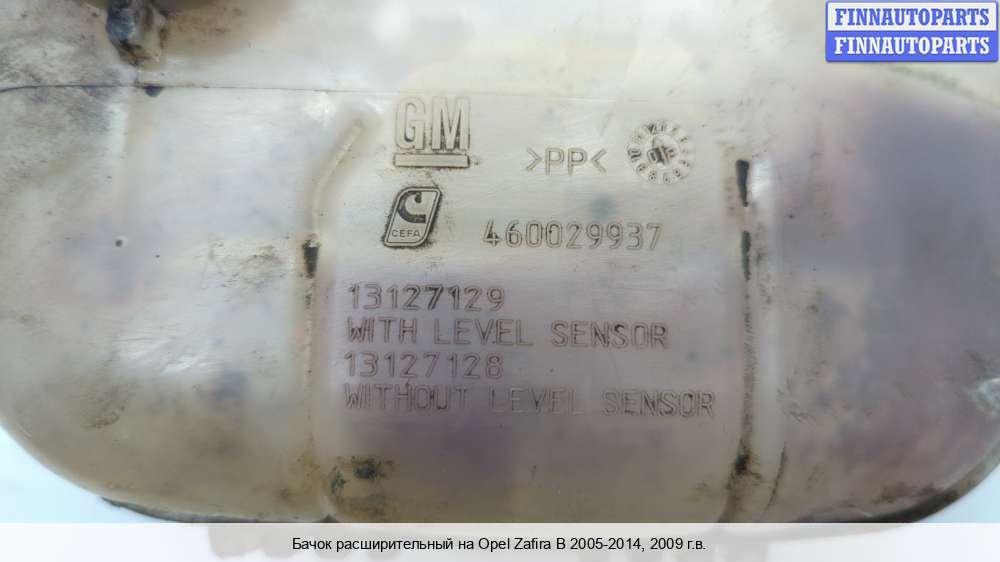 FINNAUTOPARTS
FINNAUTOPARTS
GM
>PP<
CEFA
460029937
13127129
WITH LEVEL SENSOR
13127128
WITHOUT LEVEL SENSOR
Бачок расширительный на Opel Zafira B 2005-2014, 2009 г.в.